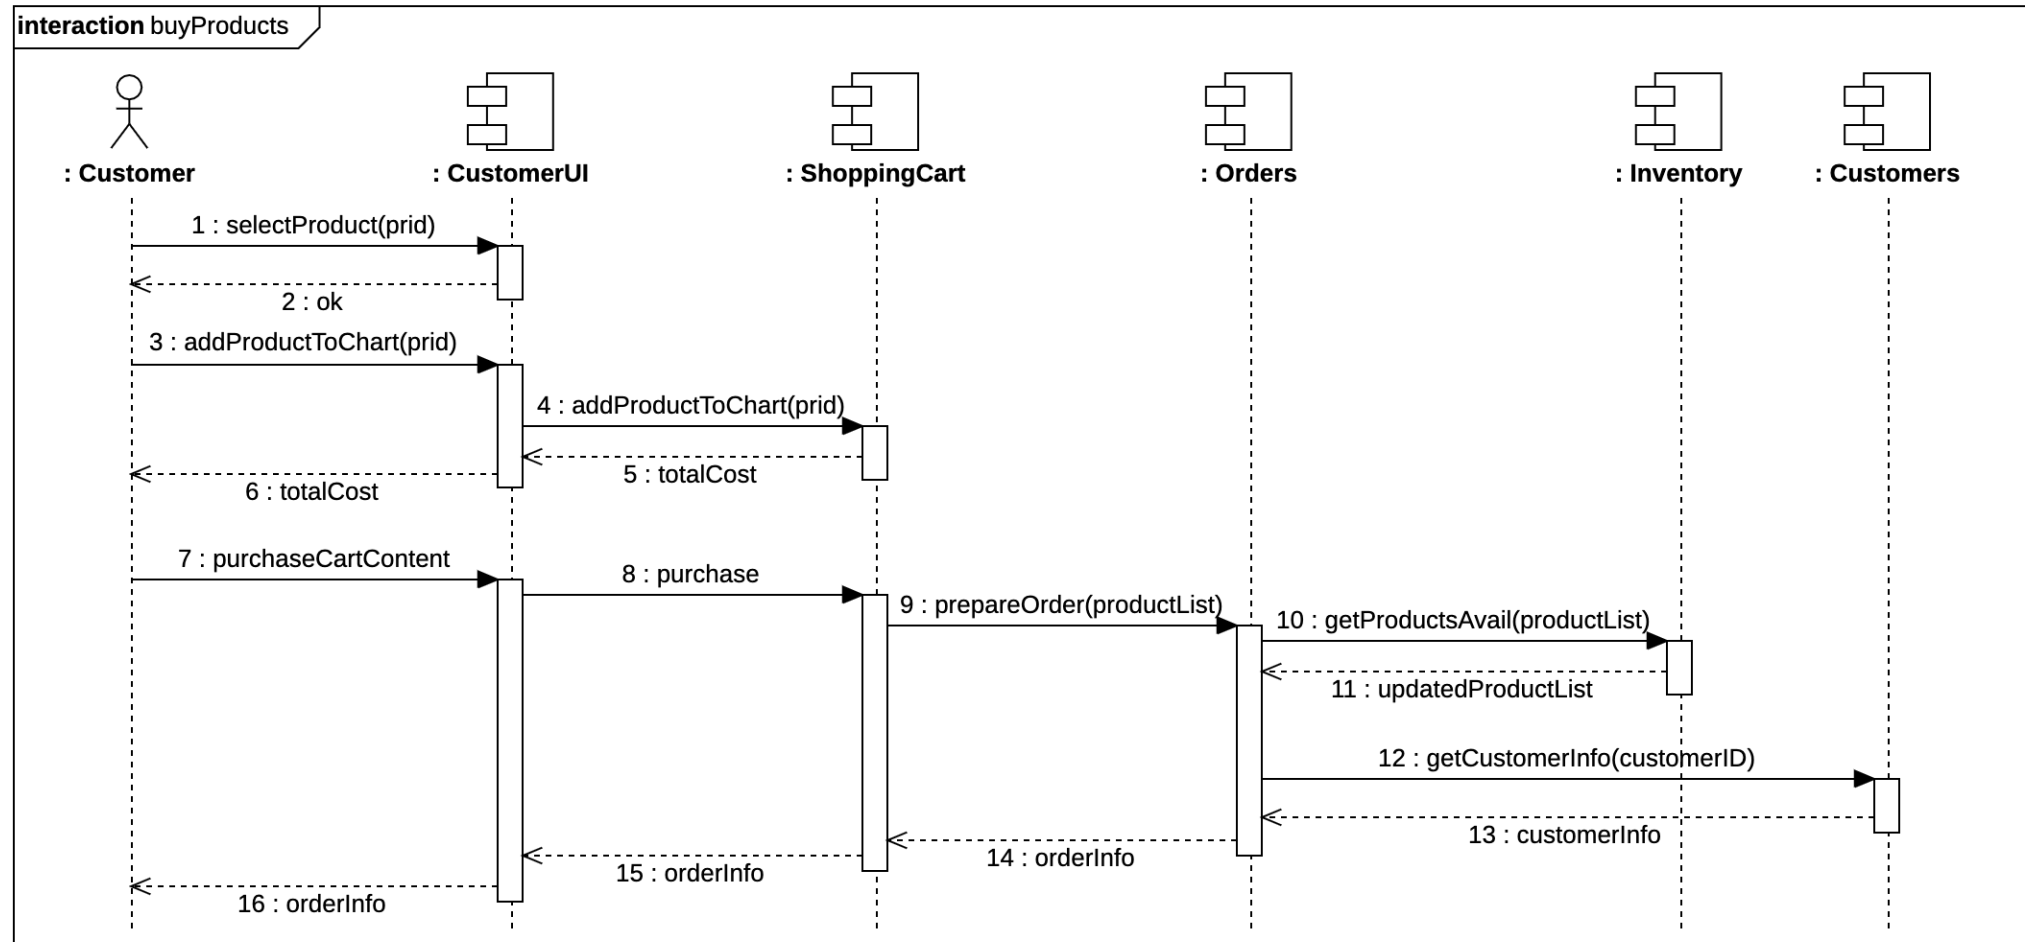 interaction buyProducts
: Customer
: CustomerUI
: ShoppingCart
: Orders
: Inventory
: Customers
1 : selectProduct(prid)
2 : ok
3 : addProductToChart(prid)
4 : addProductToChart(prid)
5 : totalCost
6 : totalCost
7 : purchaseCartContent
8 : purchase
9 : prepareOrder(productList)
10 : getProductsAvail(productList)
11 : updatedProductList
12 : getCustomerInfo(customerID)
13 : customerInfo
14 : orderInfo
15 : orderInfo
16 : orderInfo